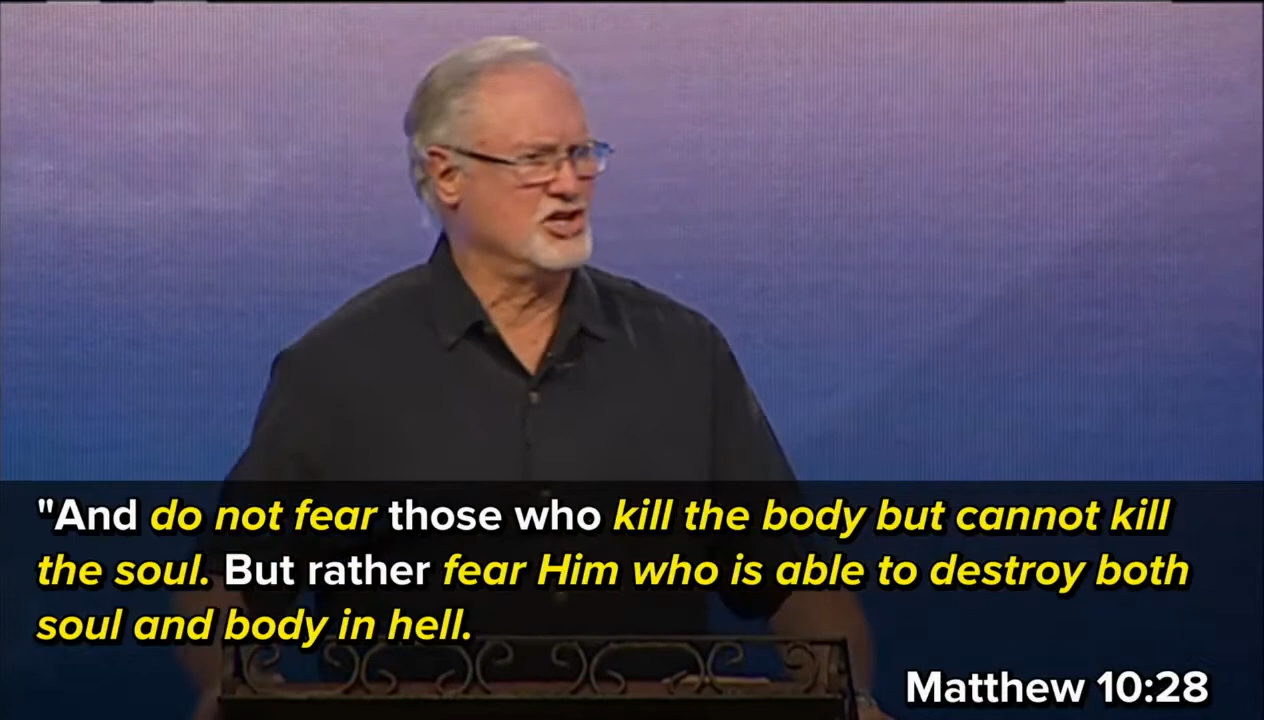 "And do not fear those who kill the body but cannot kill
the soul. But rather fear Him who is able to destroy both
soul and body in hell.
Matthew 10:28